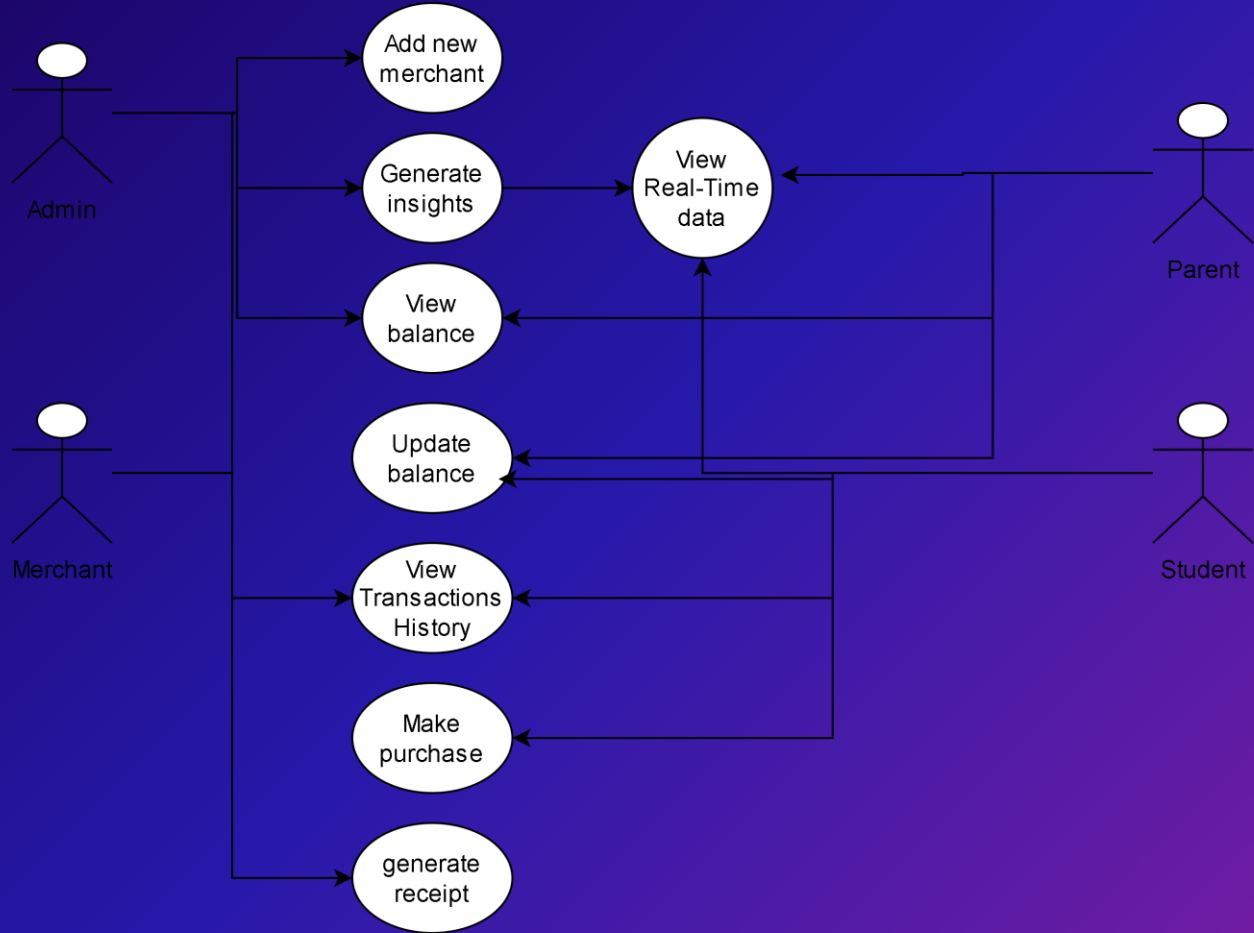 Add new
merchant
Admin
Generate
insights
View
Real-Time
data
Parent
View
balance
Update
balance
Merchant
View
Transactions
History
Student
Make
purchase
generate
receipt